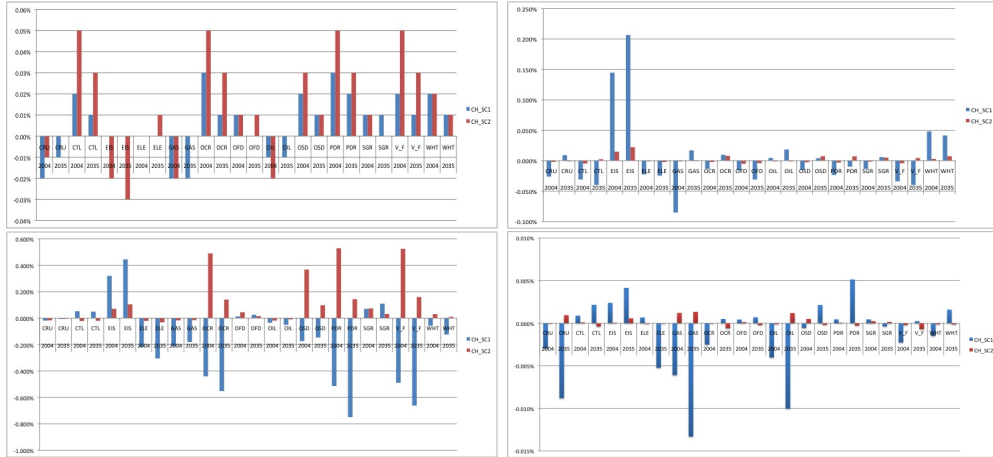 0.06%
0.05%
0.04%
0.03%
0.02%
0.01%
0.00%
-0.01%
-0.02%
-0.03%
-0.04%
CRU CRU CTL CTL EIS EIS ELE ELE GAS GAS OCR OCR OFD OFD OIL OIL OSD OSD PDR PDR SGR SGR V_F V_F WHT WHT
2004 2035 2004 2035 2004 2035 2004 2035 2004 2035 2004 2035 2004 2035 2004 2035 2004 2035 2004 2035 2004 2035 2004 2035 2004 2035
CH_SC1
CH_SC2
0.250%
0.200%
0.150%
0.100%
0.050%
0.000%
-0.050%
-0.100%
CRU CRU CTL CTL EIS EIS ELE ELE GAS GAS OCR OCR OFD OFD OIL OIL OSD OSD PDR PDR SGR SGR V_F V_F WHT WHT
2004 2035 2004 2035 2004 2035 2004 2035 2004 2035 2004 2035 2004 2035 2004 2035 2004 2035 2004 2035 2004 2035 2004 2035 2004 2035
CH_SC1
CH_SC2
0.600%
0.400%
0.200%
0.000%
-0.200%
-0.400%
-0.600%
-0.800%
-1.000%
CRU CRU CTL CTL EIS EIS ELE ELE GAS GAS OCR OCR OFD OFD OIL OIL OSD OSD PDR PDR SGR SGR V_F V_F WHT WHT
2004 2035 2004 2035 2004 2035 2004 2035 2004 2035 2004 2035 2004 2035 2004 2035 2004 2035 2004 2035 2004 2035 2004 2035 2004 2035
CH_SC1
CH_SC2
0.010%
0.005%
0.000%
-0.005%
-0.010%
-0.015%
CRU CRU CTL CTL EIS EIS ELE ELE GAS GAS OCR OCR OFD OFD OIL OIL OSD OSD PDR PDR SGR SGR V_F V_F WHT WHT
2004 2035 2004 2035 2004 2035 2004 2035 2004 2035 2004 2035 2004 2035 2004 2035 2004 2035 2004 2035 2004 2035 2004 2035 2004 2035
CH_SC1
CH_SC2